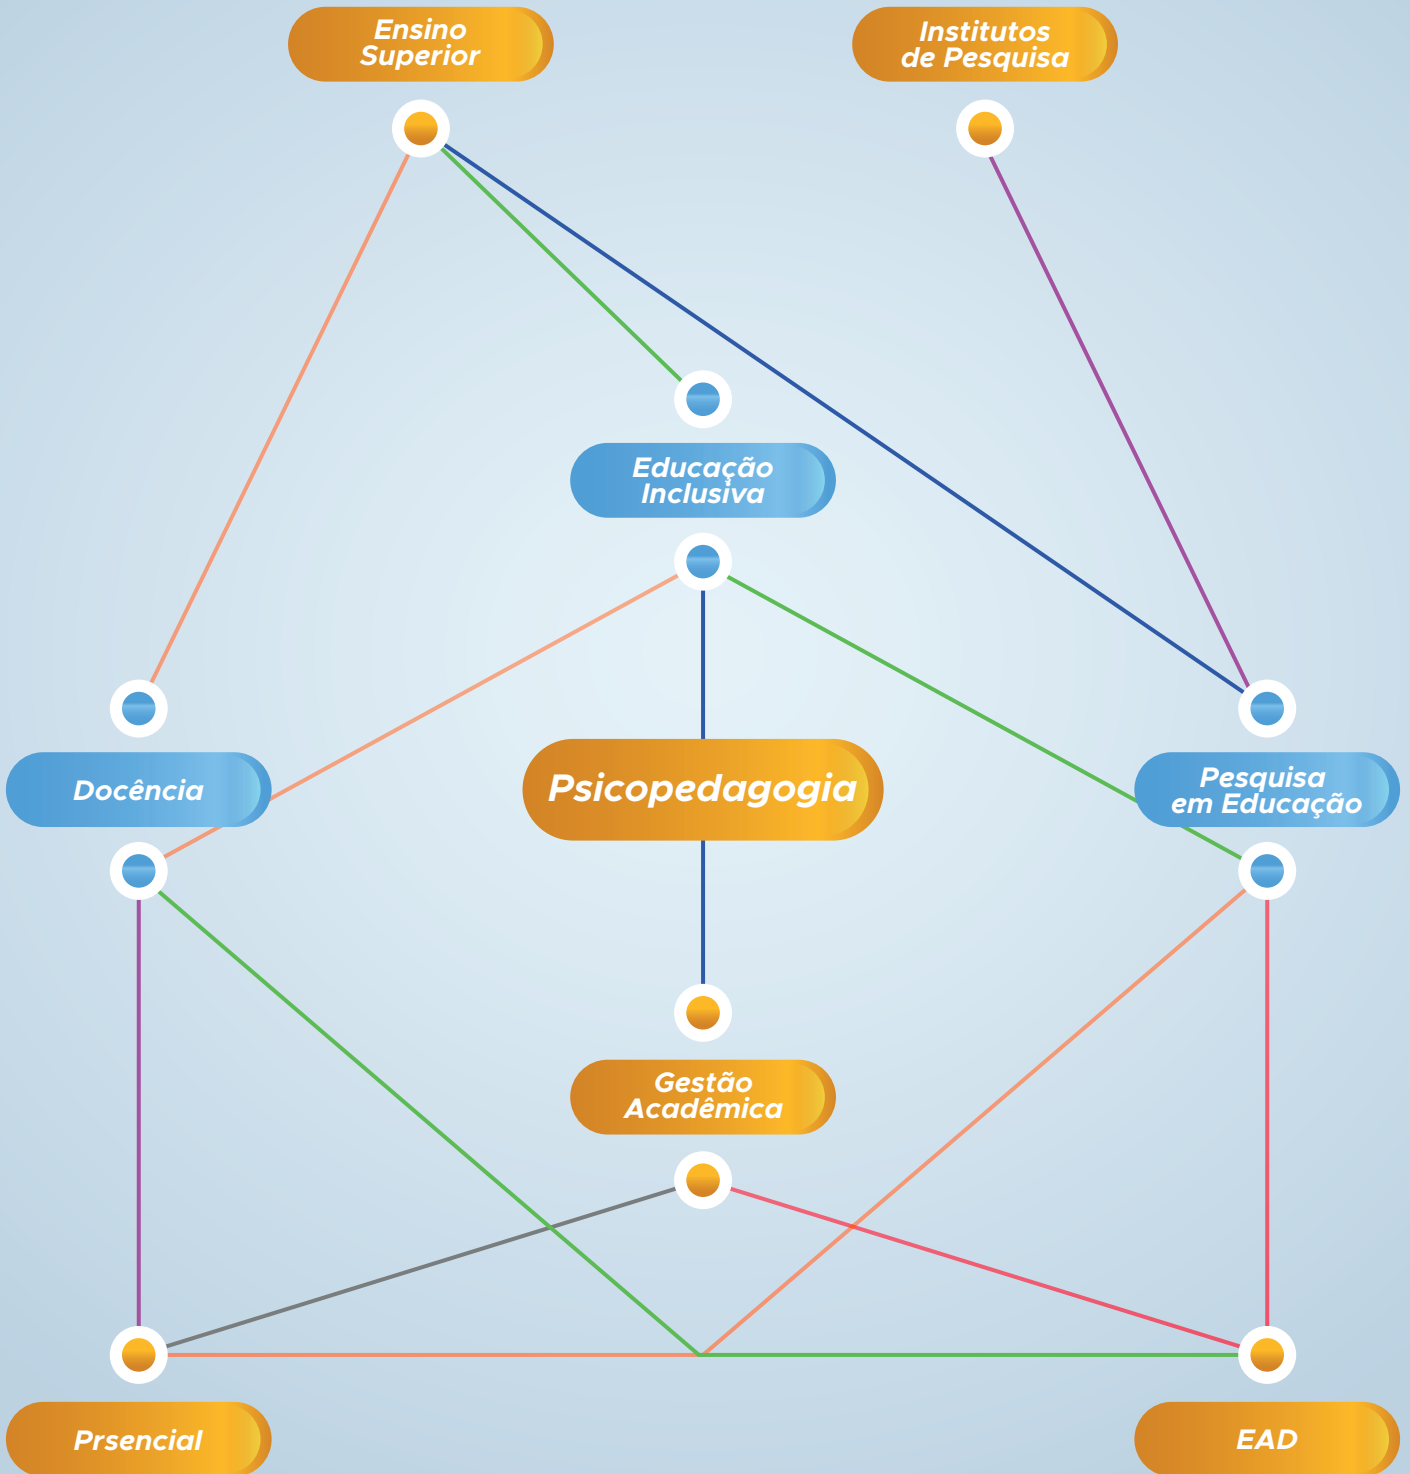 Ensino
Superior
Institutos
de Pesquisa
Educação
Inclusiva
Docência
Psicopedagogia
Pesquisa
em Educação
Gestão
Acadêmica
Prsencial
EAD